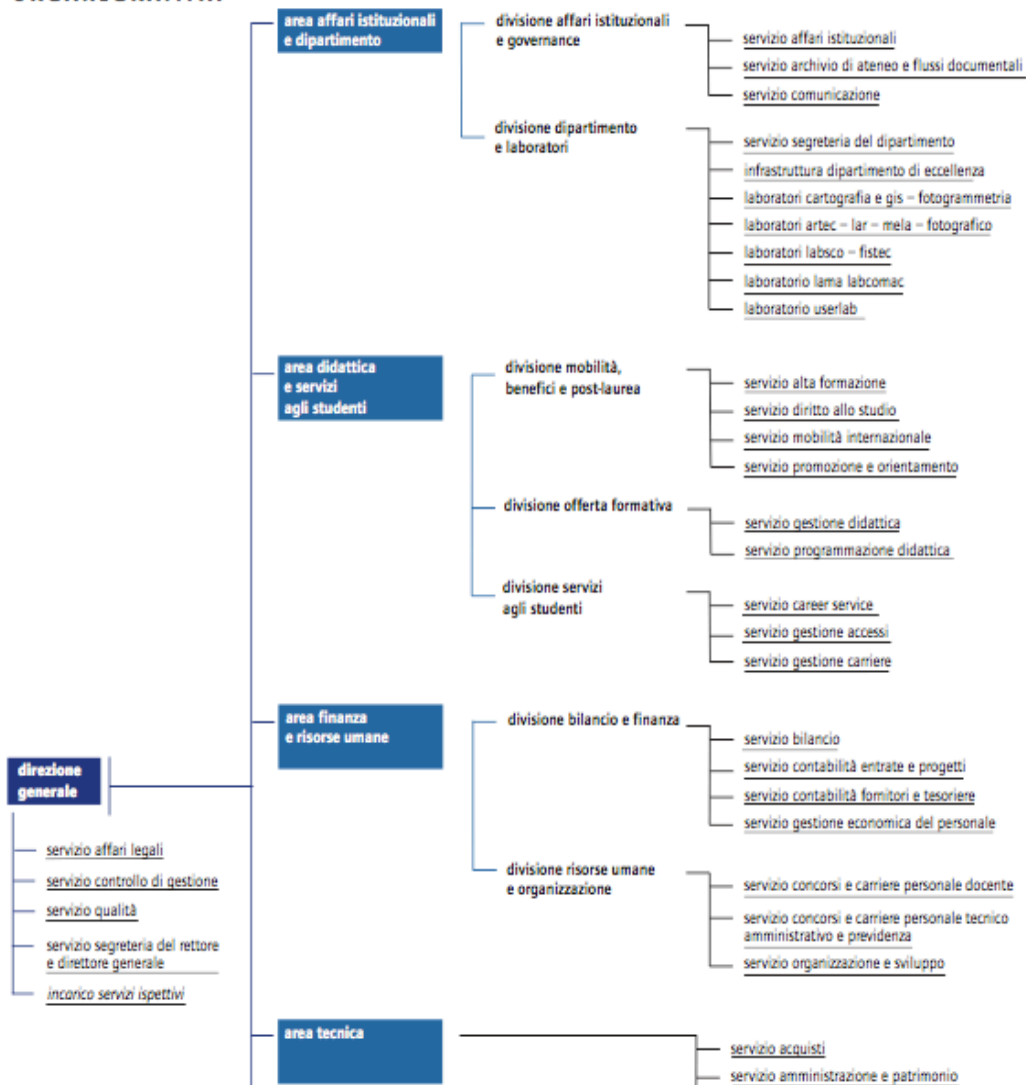 area affari istituzionali
e dipartimento
divisione affari istituzionali
e governance
servizio affari istituzionali
servizio archivio di ateneo e flussi documentali
servizio comunicazione
divisione dipartimento
e laboratori
servizio segreteria del dipartimento
infrastruttura dipartimento di eccellenza
laboratori cartografia e gis – fotogrammetria
laboratori artec – lar – mela – fotografico
laboratori labsco – fistec
laboratorio lama labcomac
laboratorio userlab
area didattica
e servizi
agli studenti
divisione mobilità,
benefici e post-laurea
servizio alta formazione
servizio diritto allo studio
servizio mobilità internazionale
servizio promozione e orientamento
divisione offerta formativa
servizio gestione didattica
servizio programmazione didattica
divisione servizi
agli studenti
servizio career service
servizio gestione accessi
servizio gestione carriere
area finanza
e risorse umane
divisione bilancio e finanza
servizio bilancio
servizio contabilità entrate e progetti
servizio contabilità fornitori e tesoriere
servizio gestione economica del personale
divisione risorse umane
e organizzazione
servizio concorsi e carriere personale docente
servizio concorsi e carriere personale tecnico
amministrativo e previdenza
servizio organizzazione e sviluppo
direzione
generale
servizio affari legali
servizio controllo di gestione
servizio qualità
servizio segreteria del rettore
e direttore generale
incarico servizi ispettivi
area tecnica
servizio acquisti
servizio amministrazione e patrimonio